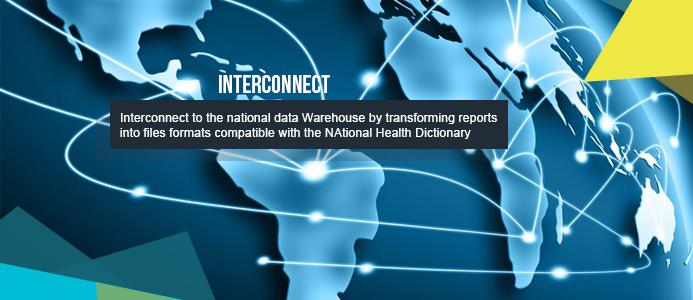 INTERCONNECT
Interconnect to the national data Warehouse by transforming reports
into files formats compatible with the NAtional Health Dictionary